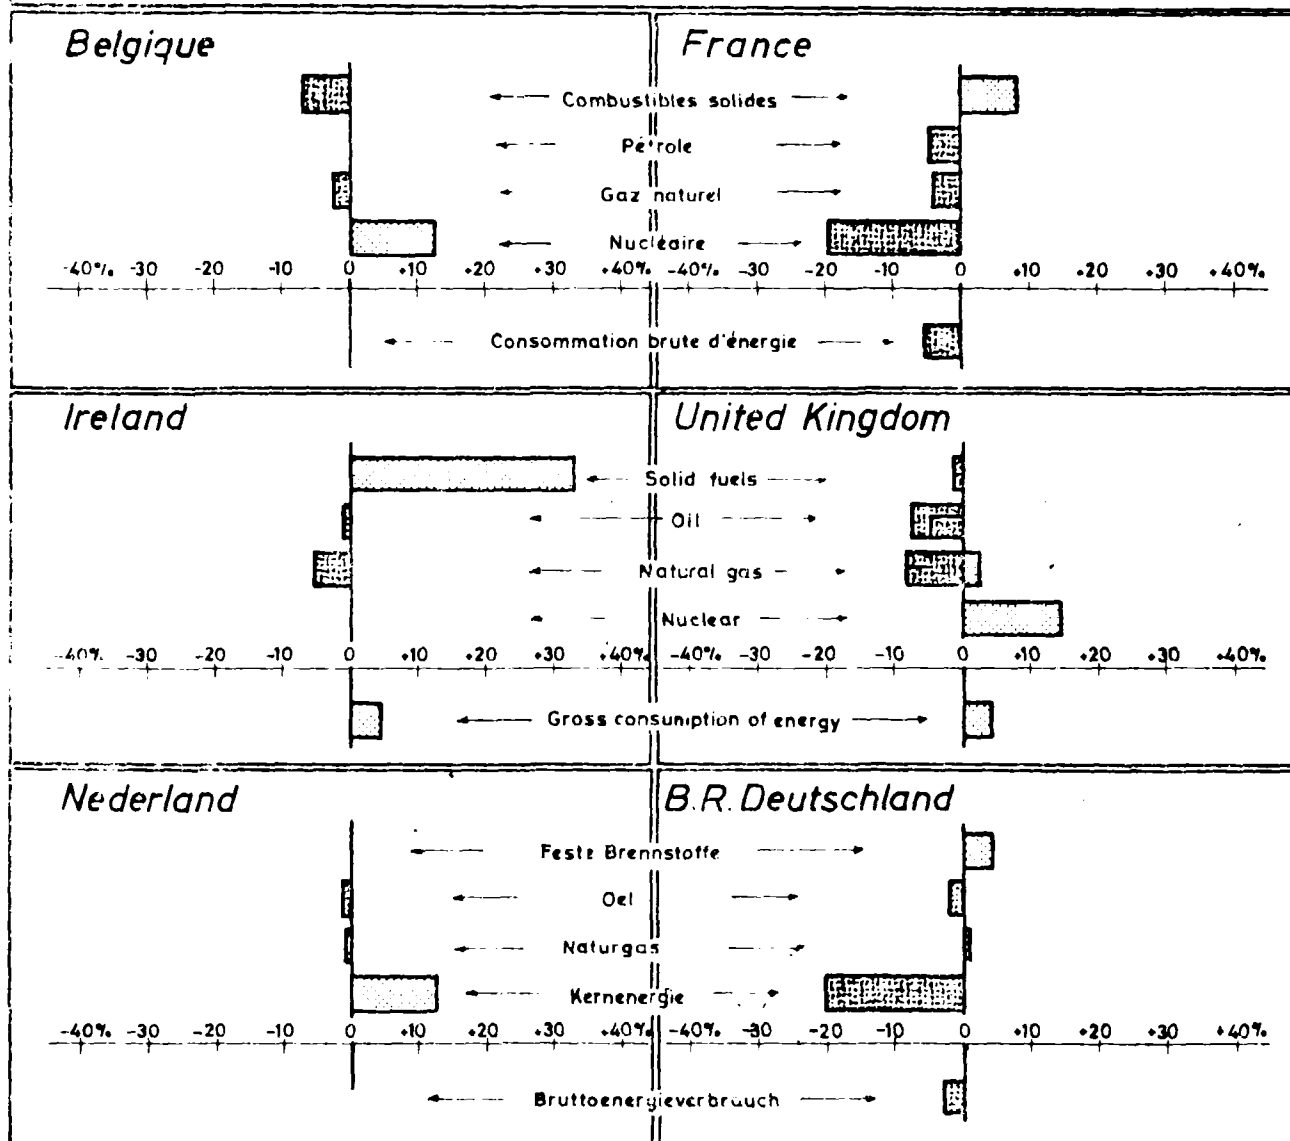 Belgique France
Combustibles solides
Pétrole
Gaz naturel
Nucléaire
-40% -30 -20 -10 0 +10 +20 +30 +40% -40% -30 -20 -10 0 +10 +20 +30 +40%
Consommation brute d'énergie
Ireland United Kingdom
Solid fuels
Oil
Natural gas
Nuclear
-40% -30 -20 -10 0 +10 +20 +30 +40% -40% -30 -20 -10 0 +10 +20 +30 +40%
Gross consumption of energy
Nederland B.R. Deutschland
Feste Brennstoffe
Oel
Naturgas
Kernenergie
-40% -30 -20 -10 0 +10 +20 +30 +40% -40% -30 -20 -10 0 +10 +20 +30 +40%
Bruttoenergieverbrauch